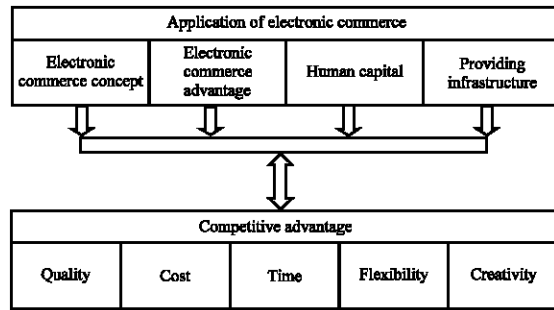 Application of electronic commerce
Electronic
commerce concept
Electronic
commerce
advantage
Human capital
Providing
infrastructure
Competitive advantage
Quality
Cost
Time
Flexibility
Creativity